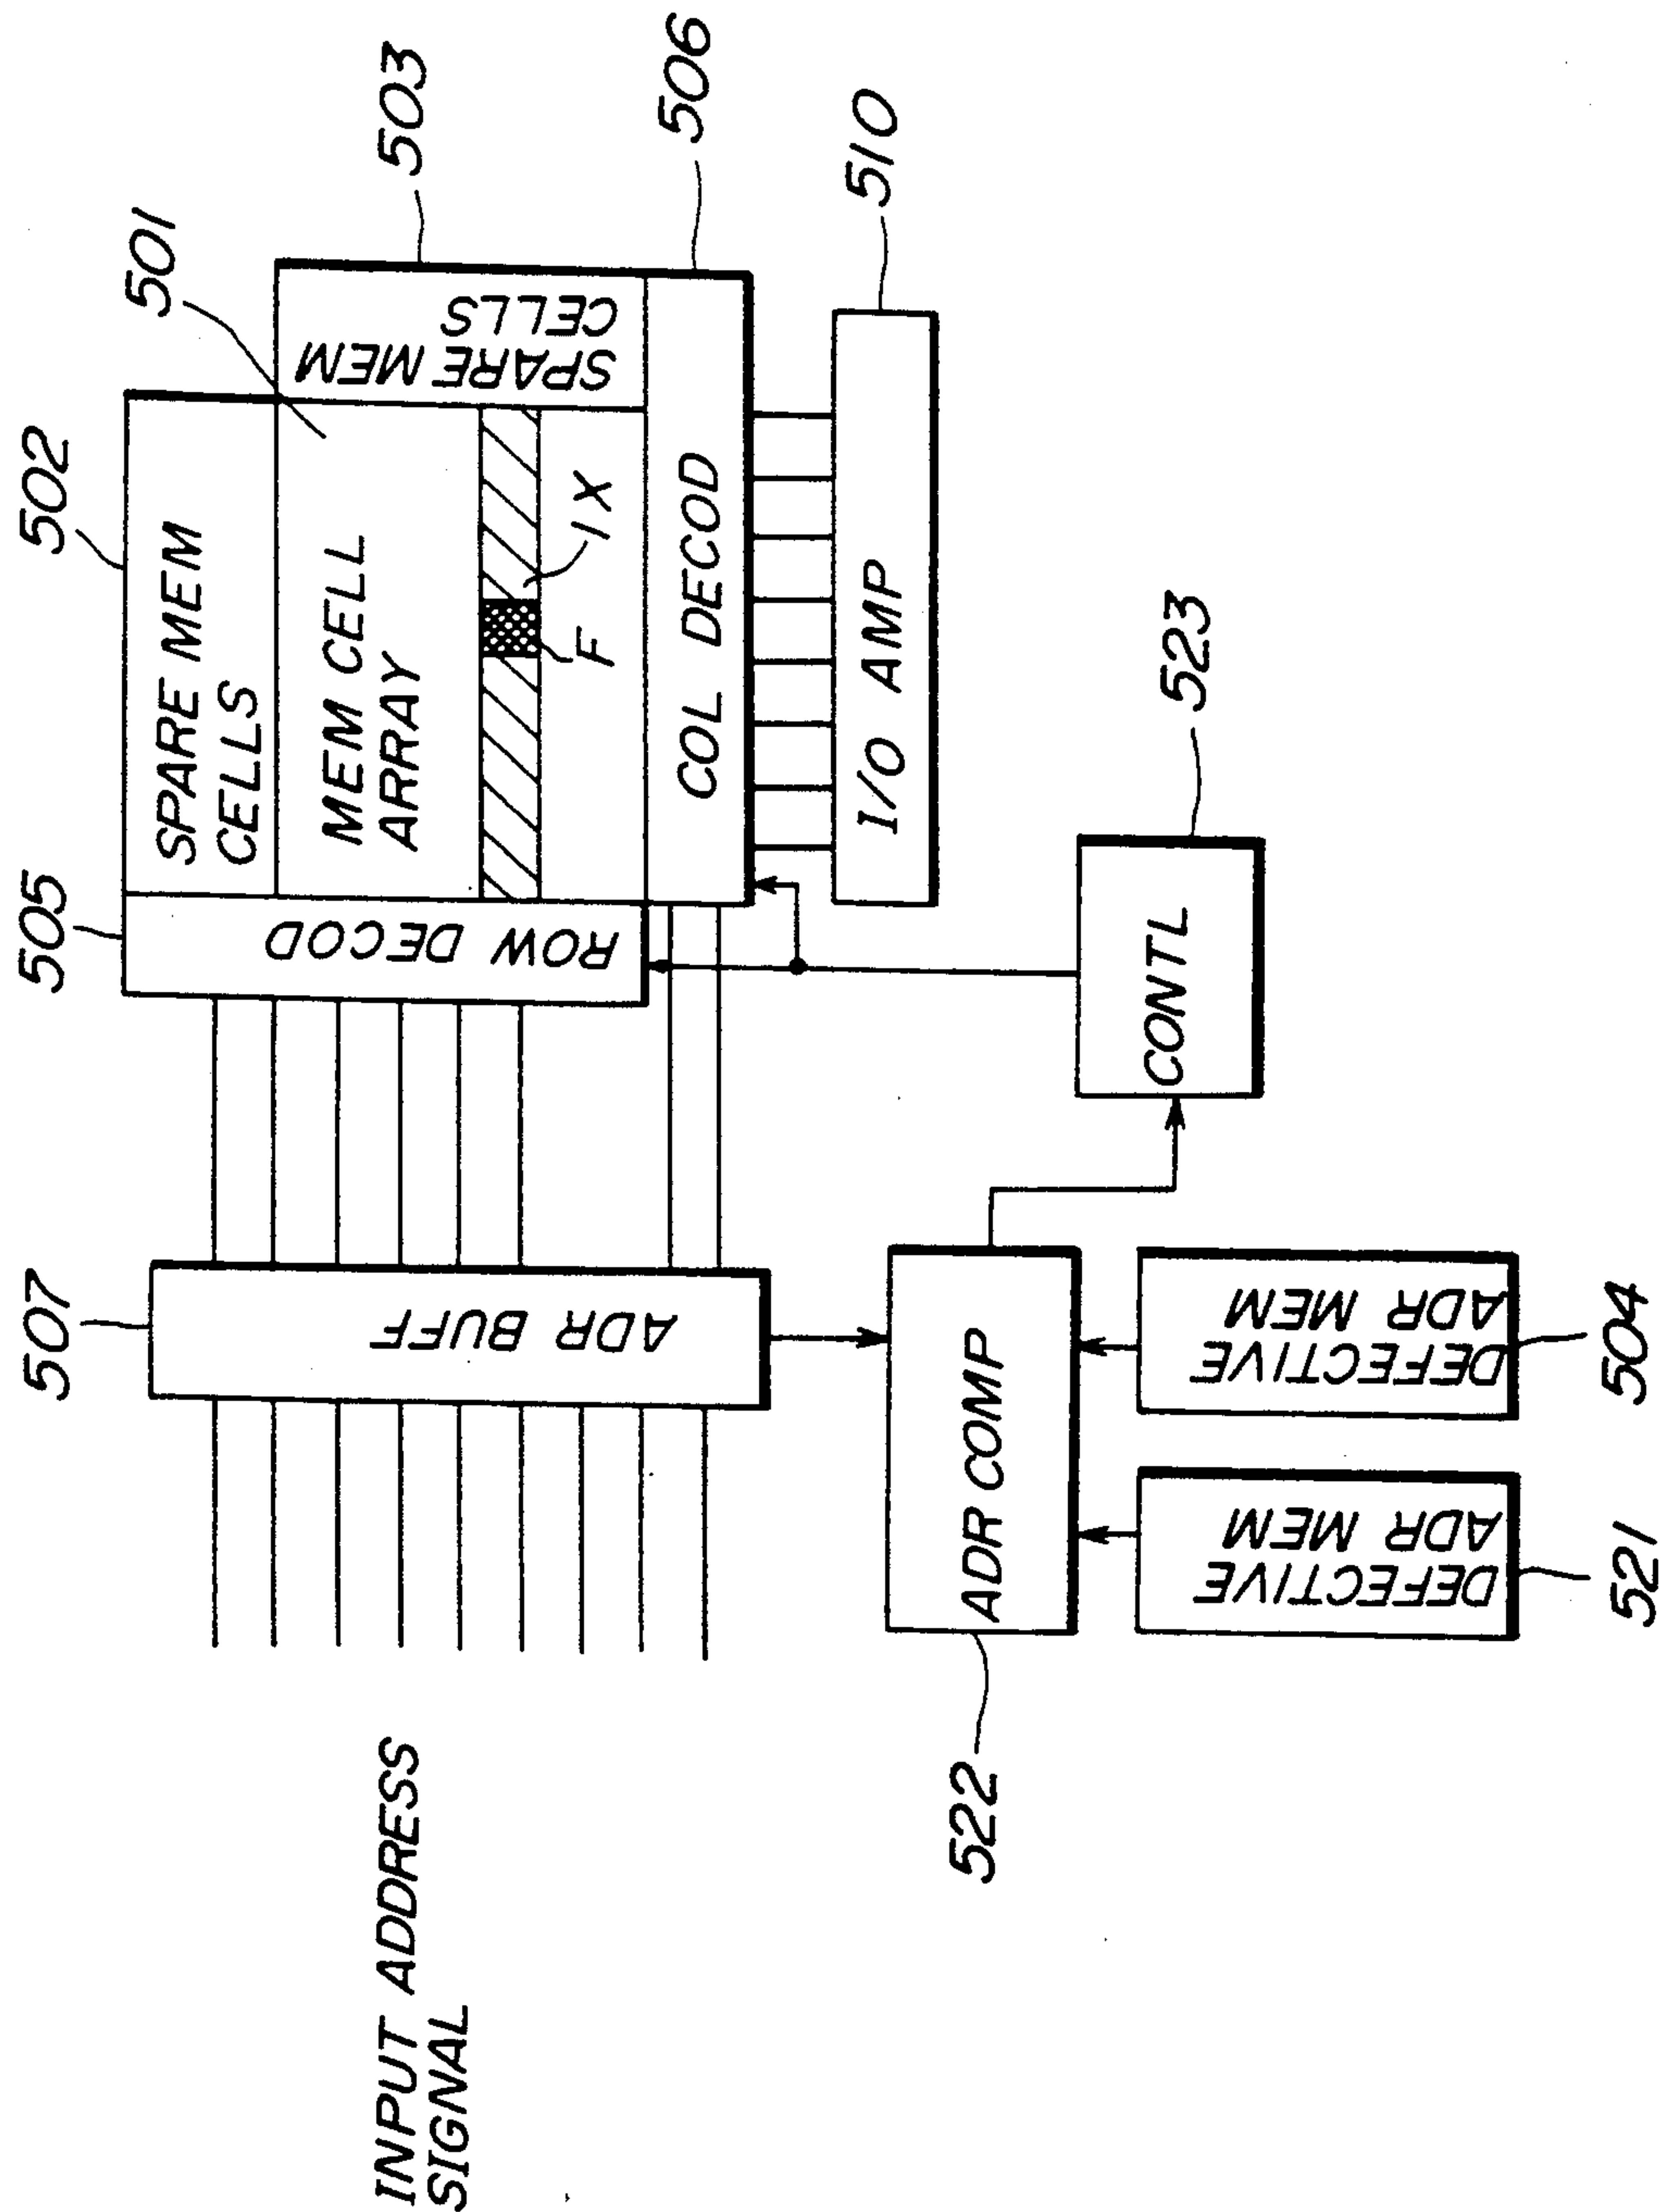 507
505
502
501
503
506
510
SPARE MEM
CELLS
MEM CELL
ARRAY
SPARE MEM
CELLS
ROW DECOD
F
1X
COL DECOD
I/O AMP
ADR BUFF
INPUT ADDRESS
SIGNAL
ADR COMP
522
CONTL
523
DEFECTIVE
ADR MEM
521
DEFECTIVE
ADR MEM
504